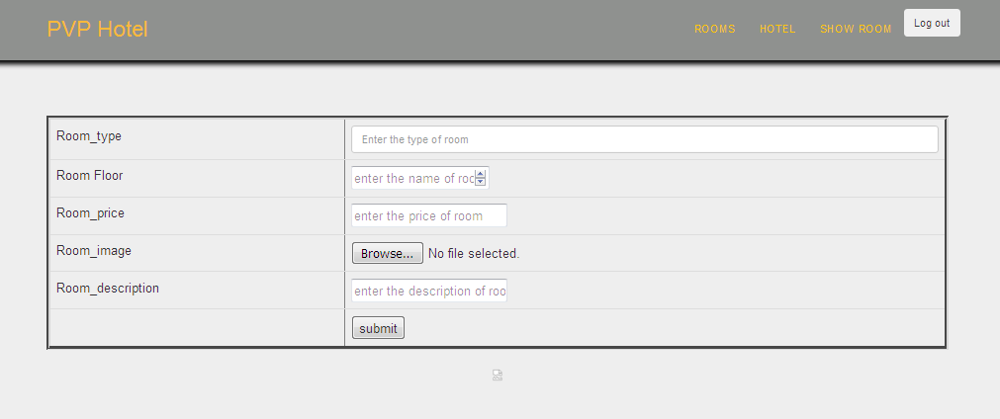 PVP Hotel
ROOMS HOTEL SHOW ROOM Log out
Room_type Enter the type of room
Room Floor enter the name of roo
Room_price enter the price of room
Room_image Browse... No file selected.
Room_description enter the description of roo
submit